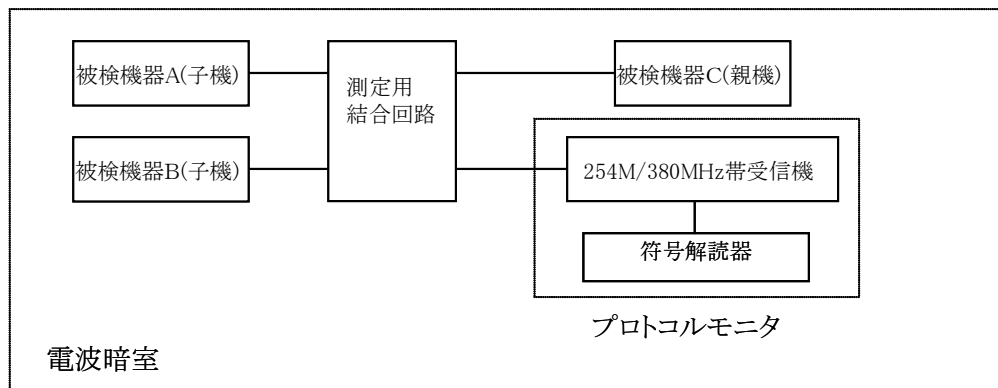 被検機器A(子機)
測定用
結合回路
被検機器C(親機)
被検機器B(子機)
254M/380MHz帯受信機
符号解読器
プロトコルモニタ
電波暗室